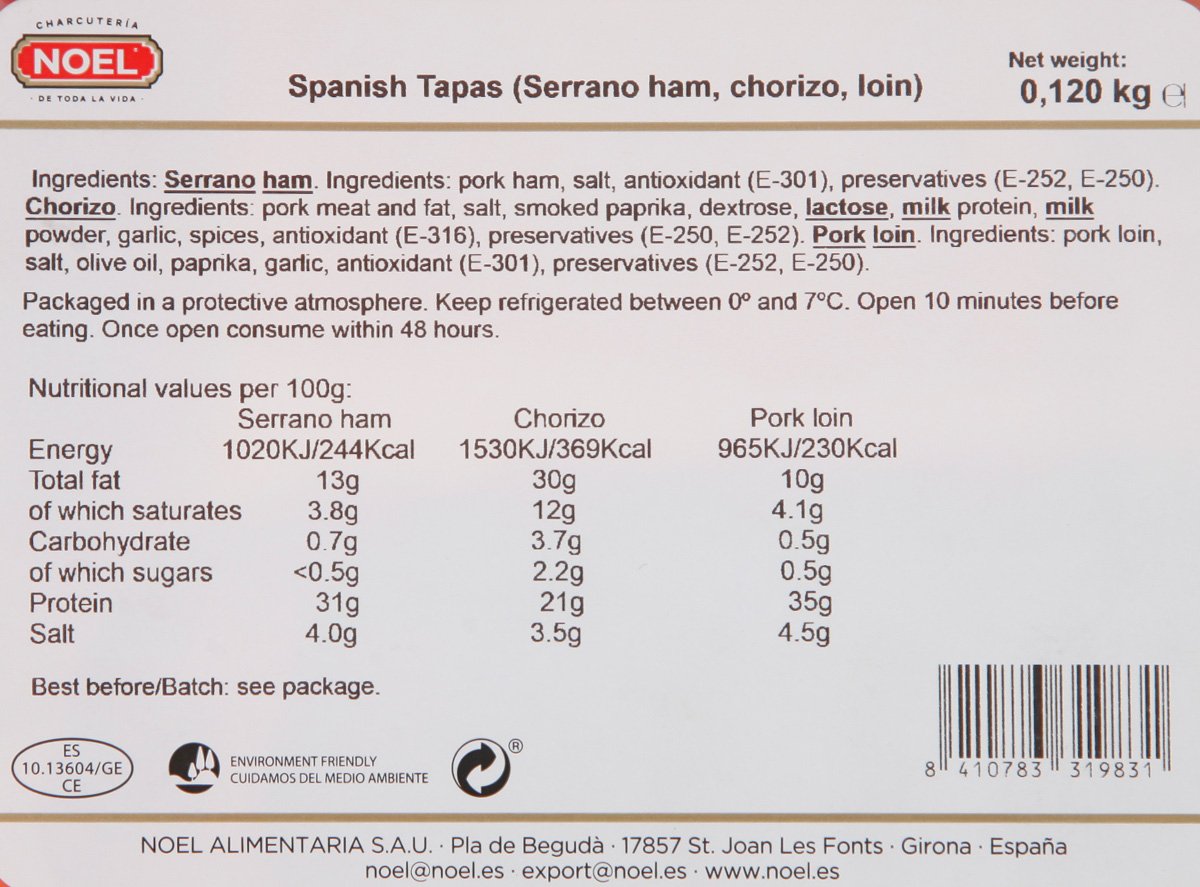 CHARCUTERÍA
NOEL
· DE TODA LA VIDA ·
Spanish Tapas (Serrano ham, chorizo, loin)
Net weight:
0,120 kg ℮
Ingredients: Serrano ham. Ingredients: pork ham, salt, antioxidant (E-301), preservatives (E-252, E-250).
Chorizo. Ingredients: pork meat and fat, salt, smoked paprika, dextrose, lactose, milk protein, milk
powder, garlic, spices, antioxidant (E-316), preservatives (E-250, E-252). Pork loin. Ingredients: pork loin,
salt, olive oil, paprika, garlic, antioxidant (E-301), preservatives (E-252, E-250).
Packaged in a protective atmosphere. Keep refrigerated between 0º and 7ºC. Open 10 minutes before
eating. Once open consume within 48 hours.
Nutritional values per 100g:
Serrano ham Chorizo Pork loin
Energy 1020KJ/244Kcal 1530KJ/369Kcal 965KJ/230Kcal
Total fat 13g 30g 10g
of which saturates 3.8g 12g 4.1g
Carbohydrate 0.7g 3.7g 0.5g
of which sugars <0.5g 2.2g 0.5g
Protein 31g 21g 35g
Salt 4.0g 3.5g 4.5g
Best before/Batch: see package.
ES
10.13604/GE
CE
ENVIRONMENT FRIENDLY
CUIDAMOS DEL MEDIO AMBIENTE
®
8 410783 319831
NOEL ALIMENTARIA S.A.U. · Pla de Begudà · 17857 St. Joan Les Fonts · Girona · España
noel@noel.es · export@noel.es · www.noel.es